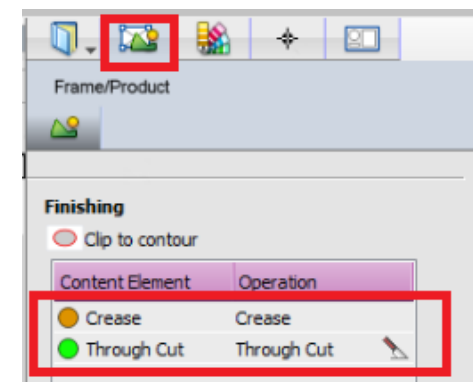 Frame/Product
Finishing
Clip to contour
Content Element Operation
Crease Crease
Through Cut Through Cut